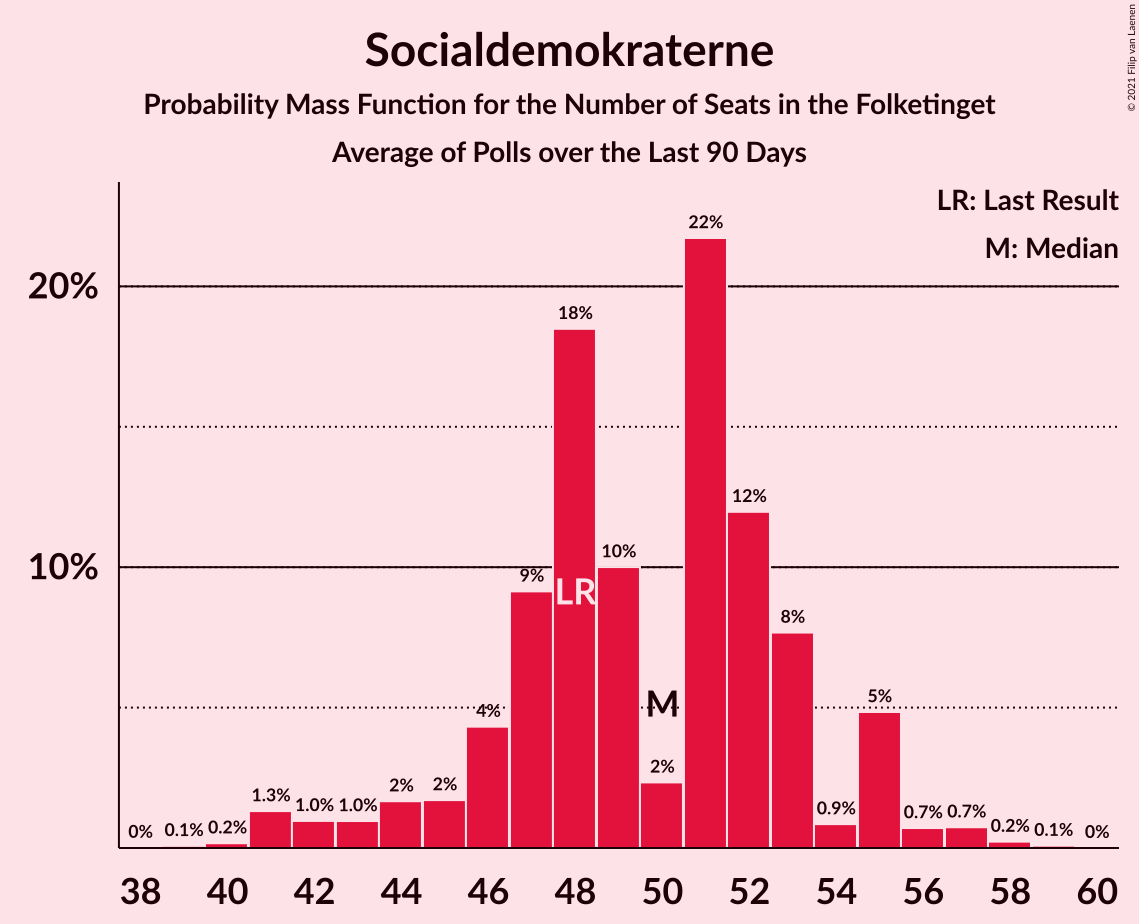 Socialdemokraterne
Probability Mass Function for the Number of Seats in the Folketinget
Average of Polls over the Last 90 Days
© 2021 Filip van Laenen
LR: Last Result
M: Median
20%
10%
0%
0.1%
0.2%
1.3%
1.0%
1.0%
2%
2%
4%
9%
18%
10%
2%
22%
12%
8%
0.9%
5%
0.7%
0.7%
0.2%
0.1%
0%
LR
M
38 40 42 44 46 48 50 52 54 56 58 60